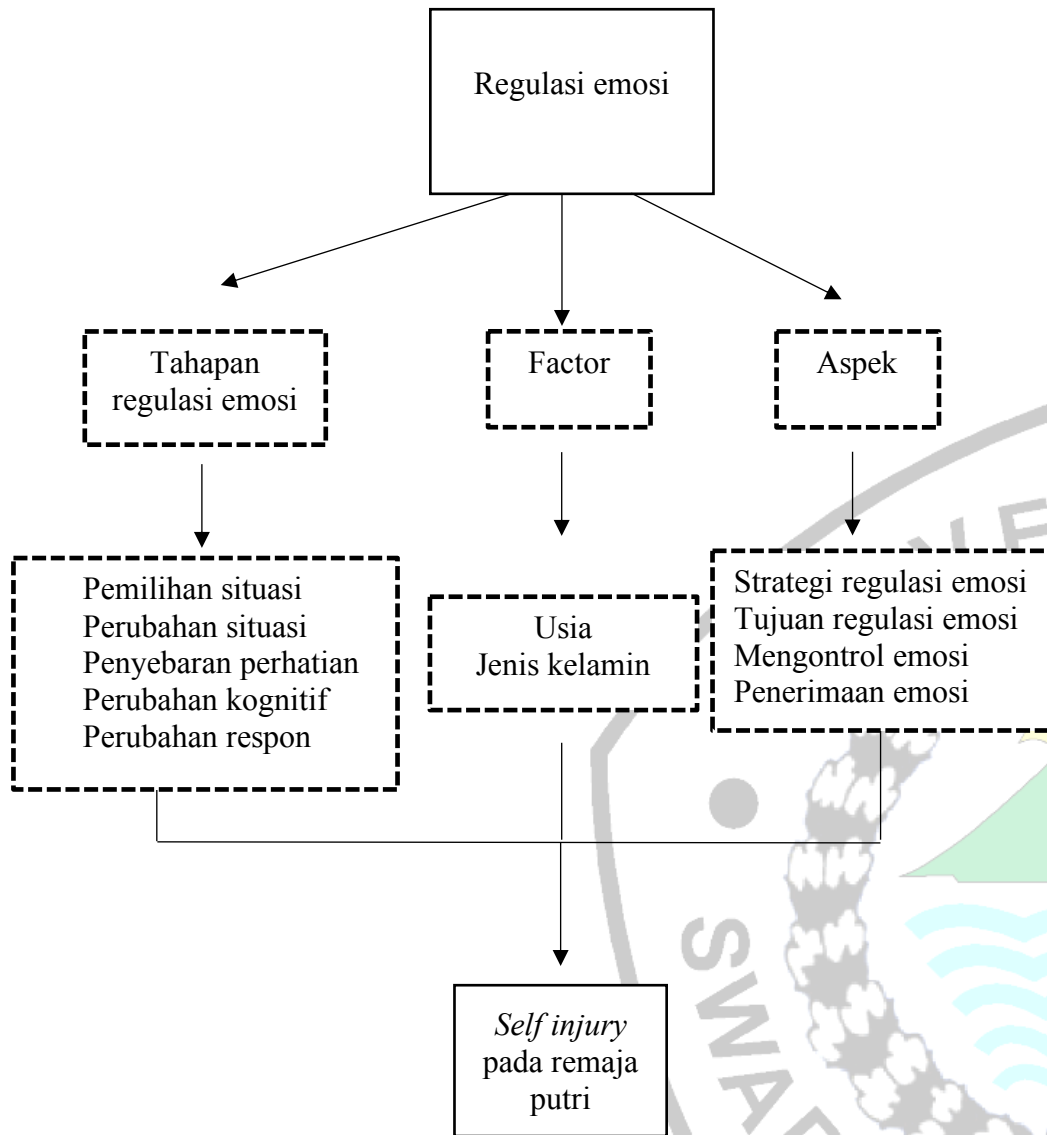 Regulasi emosi
Tahapan
regulasi emosi
Factor
Aspek
Pemilihan situasi
Perubahan situasi
Penyebaran perhatian
Perubahan kognitif
Perubahan respon
Usia
Jenis kelamin
Strategi regulasi emosi
Tujuan regulasi emosi
Mengontrol emosi
Penerimaan emosi
Self injury
pada remaja
putri